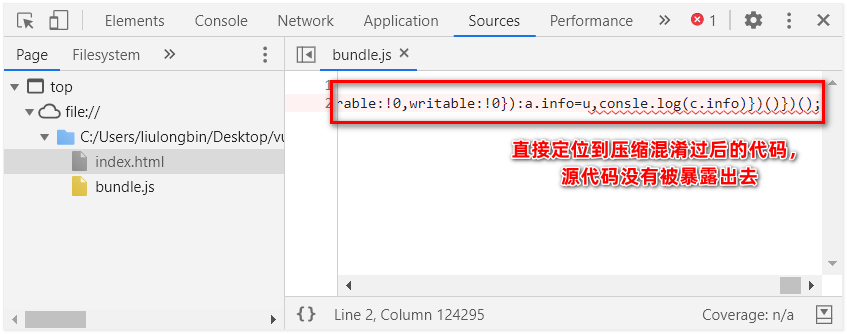 Elements Console Network Application Sources Performance » 1
Page Filesystem »
bundle.js ×
top
file://
C:/Users/liulongbin/Desktop/vu
index.html
bundle.js
1
2 rable:!0,writable:!0}):a.info=u,consle.log(c.info)})()})();
直接定位到压缩混淆过后的代码，
源代码没有被暴露出去
{} Line 2, Column 124295 Coverage: n/a